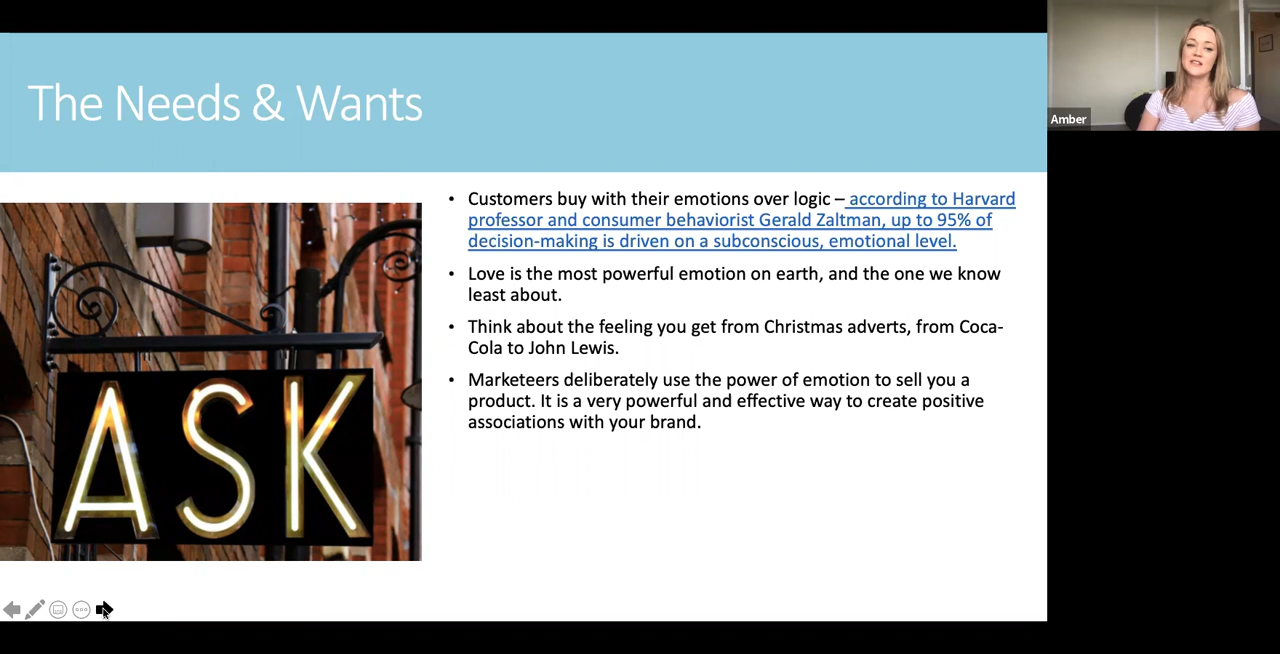 The Needs & Wants
Amber
• Customers buy with their emotions over logic – according to Harvard
professor and consumer behaviorist Gerald Zaltman, up to 95% of
decision-making is driven on a subconscious, emotional level.
• Love is the most powerful emotion on earth, and the one we know
least about.
• Think about the feeling you get from Christmas adverts, from Coca-
Cola to John Lewis.
• Marketeers deliberately use the power of emotion to sell you a
product. It is a very powerful and effective way to create positive
associations with your brand.
ASK